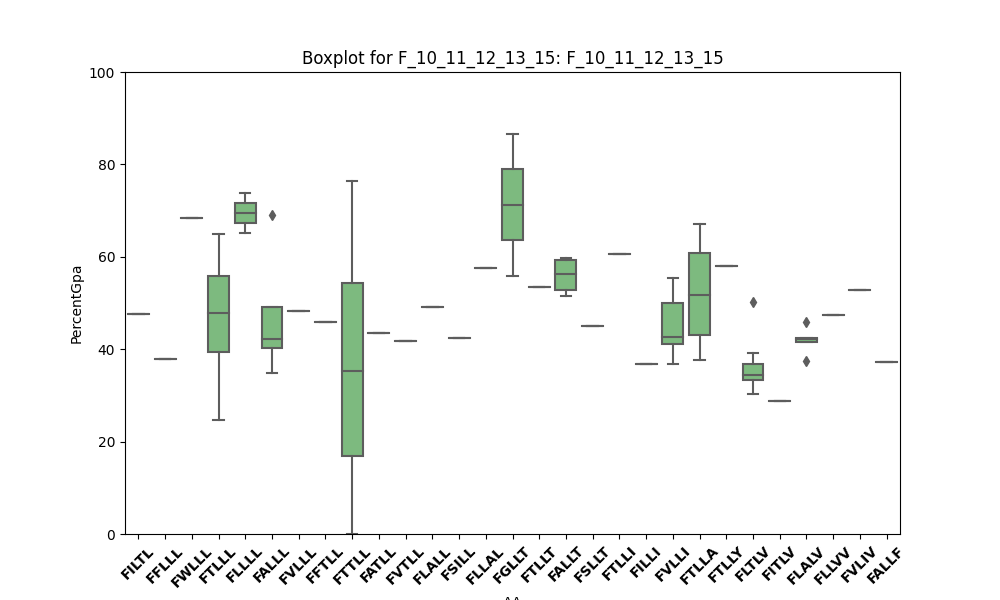 Boxplot for F_10_11_12_13_15: F_10_11_12_13_15
PercentGpa
100
80
60
40
20
0
FILTL
FFLLL
FWLLL
FTLLL
FLLLL
FALLL
FVLLL
FFTLL
FTTLL
FATLL
FVTLL
FLALL
FSILL
FLLAL
FGLLT
FTLLT
FALLT
FSLLT
FTLLI
FILLI
FVLLI
FTLLA
FTLLY
FLTLV
FITLV
FLALV
FLLVV
FVLIV
FALLF